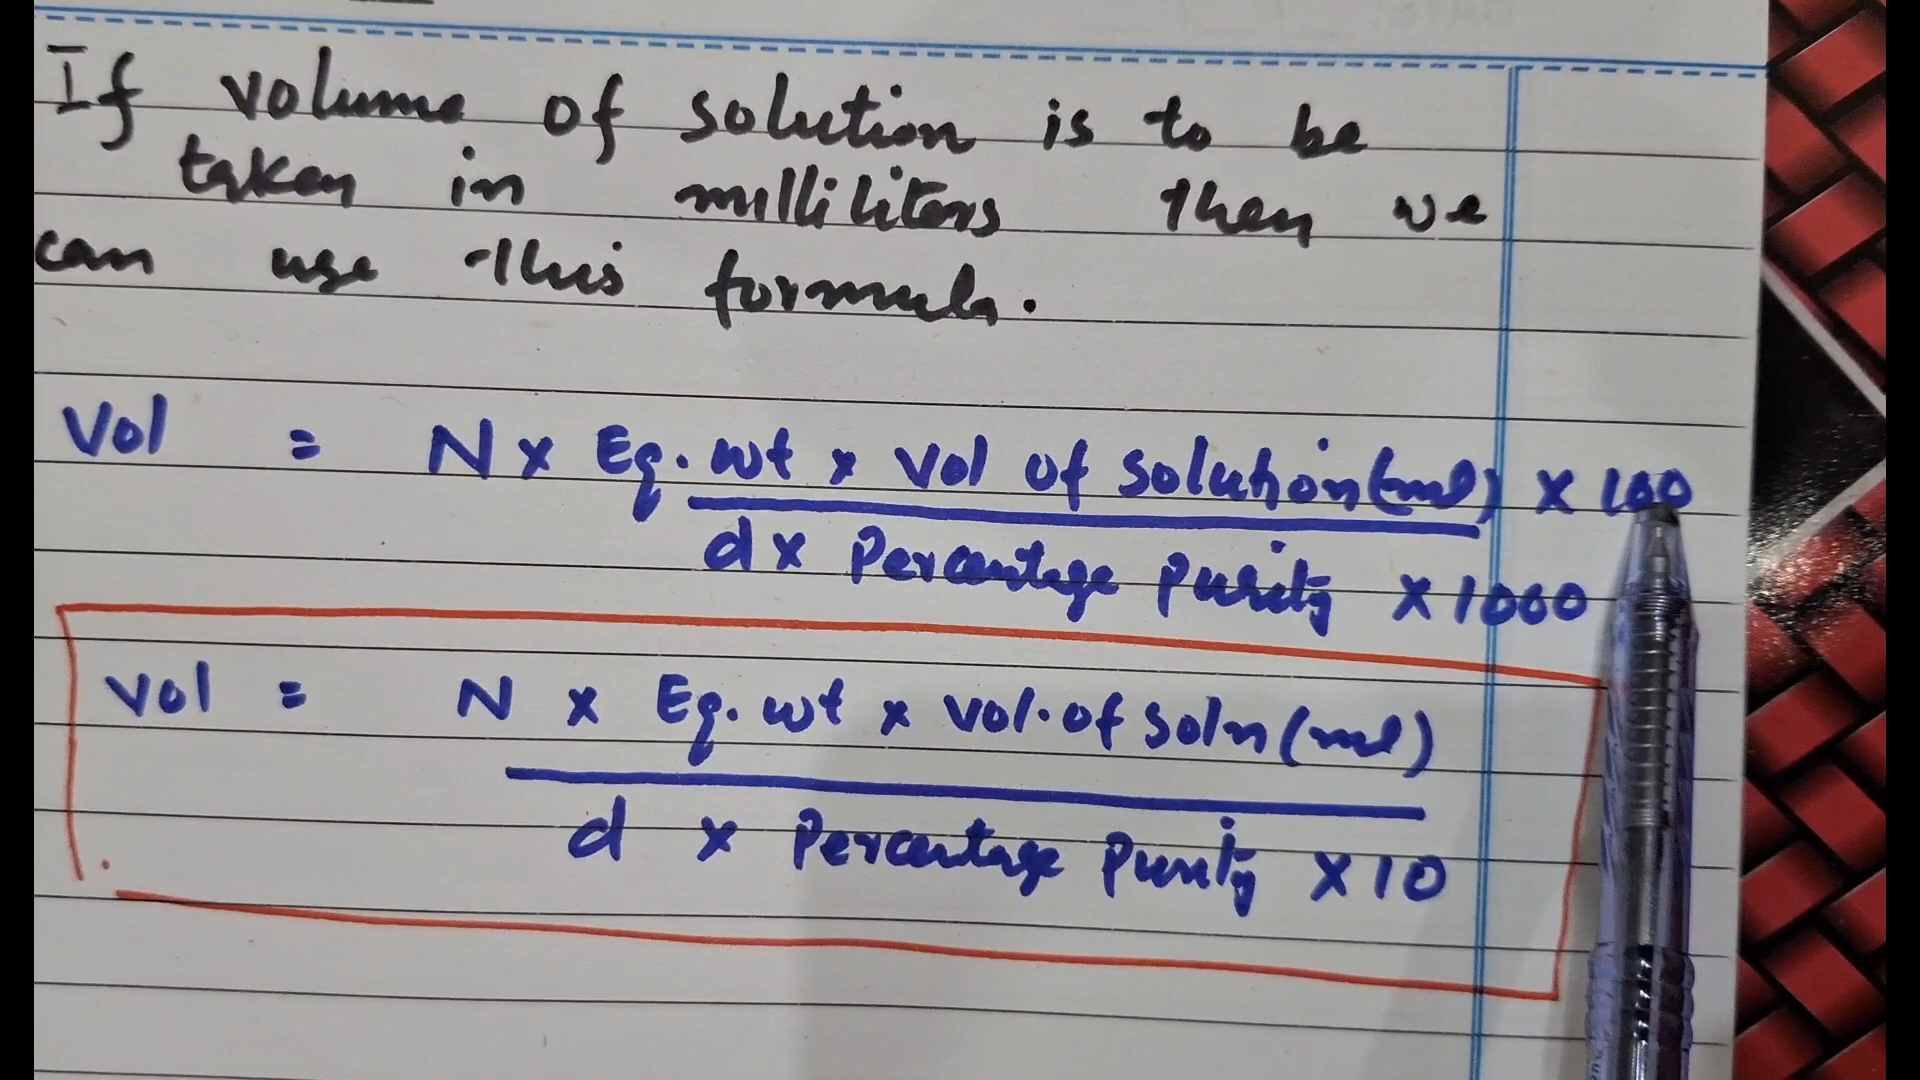 If volume of solution is to be
taken in milliliters then we
can use this formula.
Vol = N x Eq. wt x Vol of solution (ml) x 100
d x Percentage Purity x 1000
Vol = N x Eq. wt x Vol. of soln (ml)
d x Percentage Purity x 10